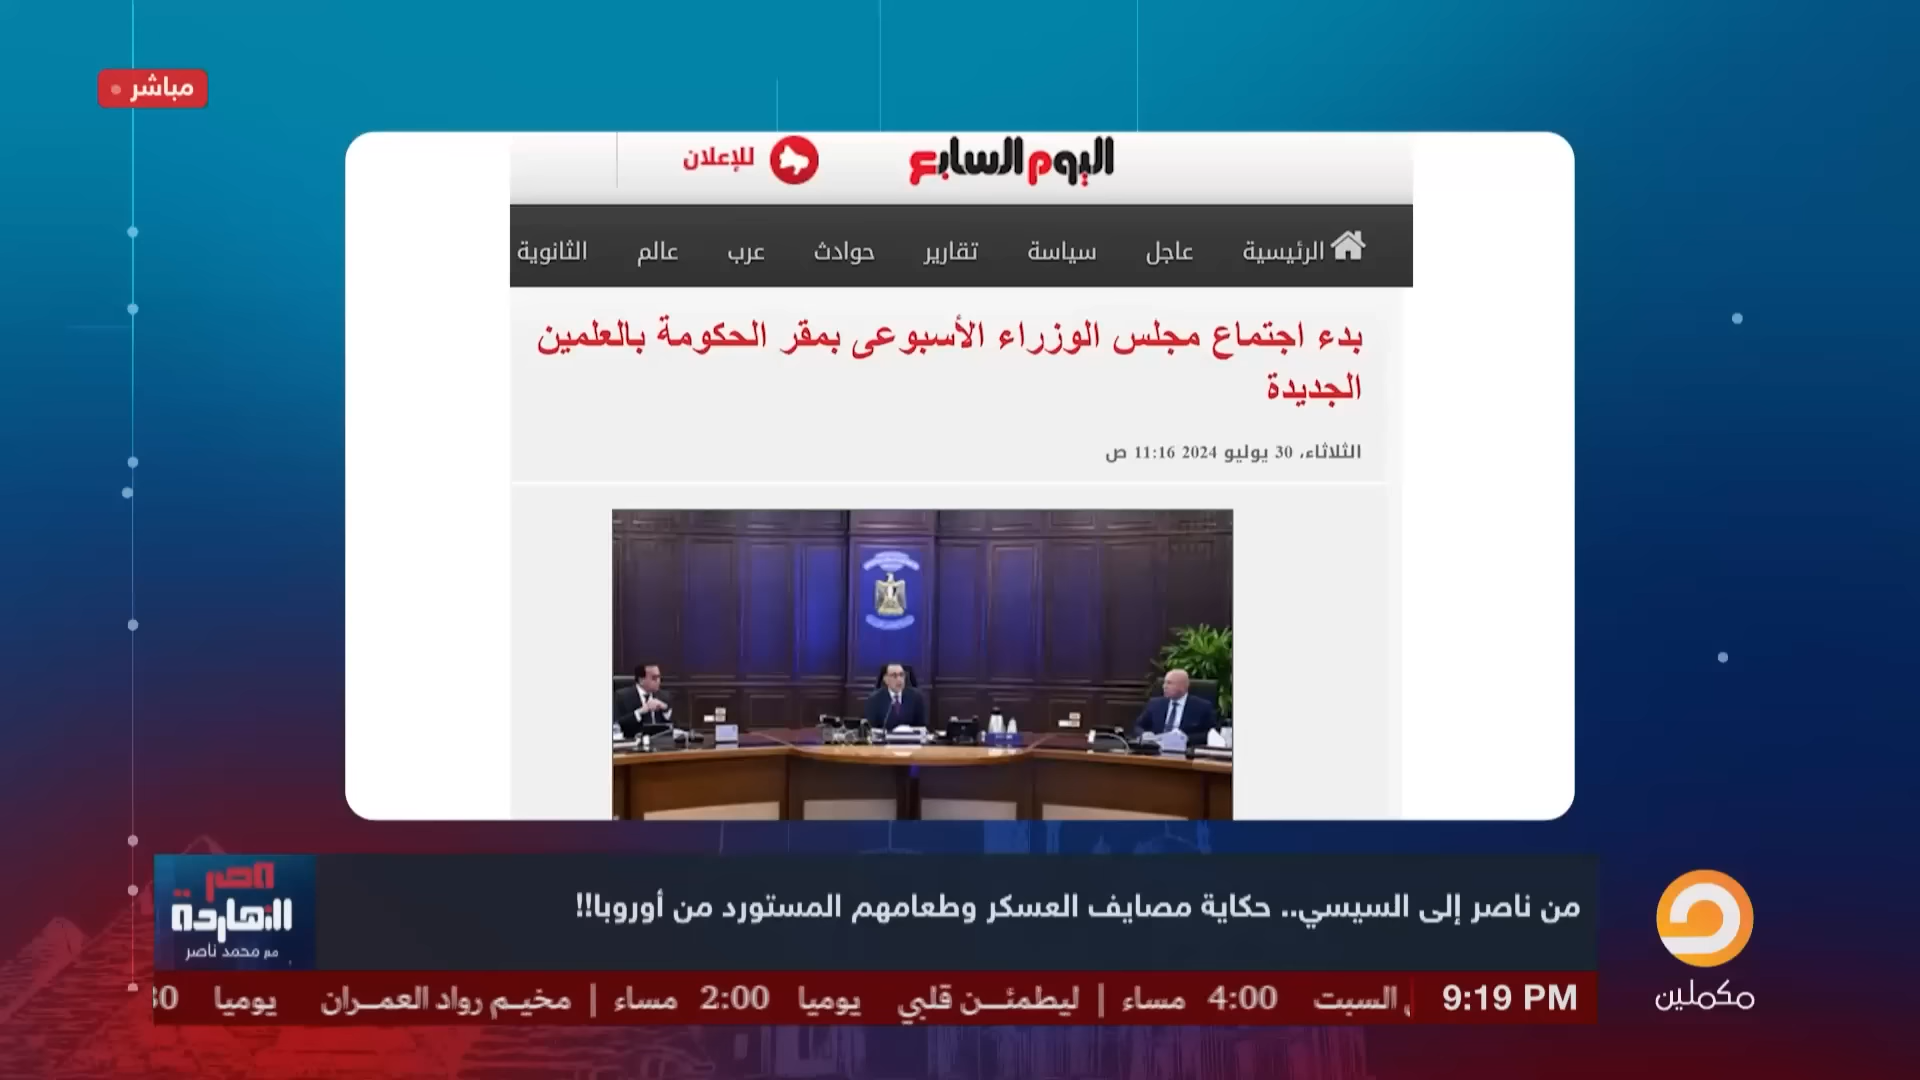 مباشر
للإعلان
اليوم السابع
الرئيسية عاجل سياسة تقارير حوادث عرب عالم الثانوية
بدء اجتماع مجلس الوزراء الأسبوعى بمقر الحكومة بالعلمين
الجديدة
الثلاثاء، 30 يوليو 2024 11:16 ص
مصر
النهاردة
مع محمد ناصر
من ناصر إلى السيسي.. حكاية مصايف العسكر وطعامهم المستورد من أوروبا!!
9:19 PM
السبت 4:00 مساء | ليطمئـن قلبي يوميا 2:00 مساء | مخيـم رواد العمـران يوميا
مكملين